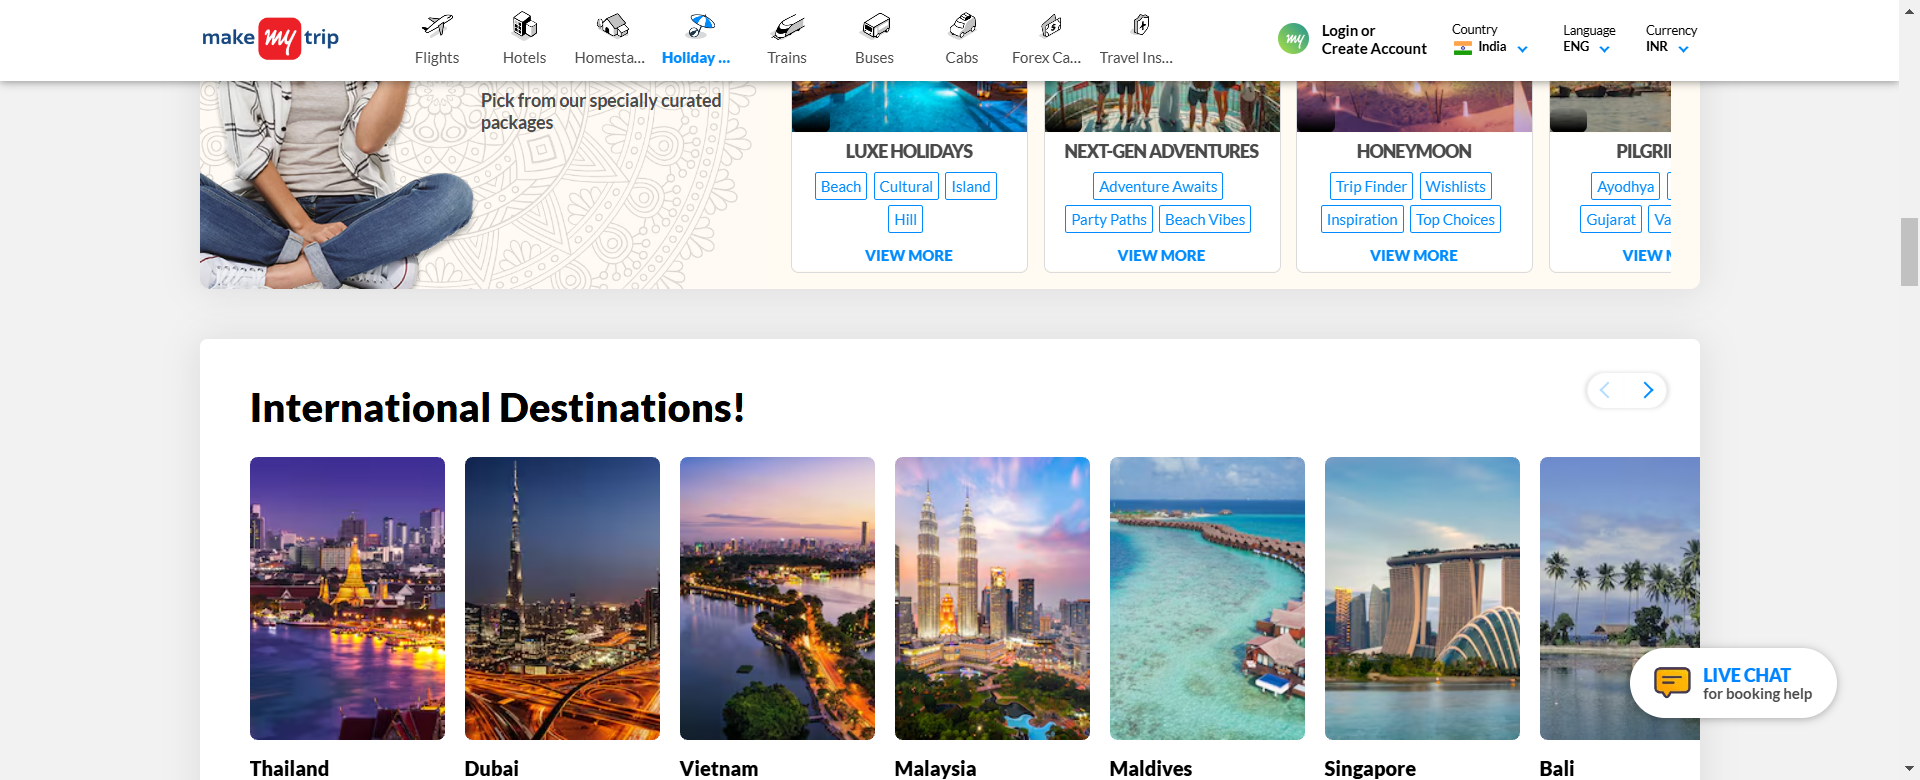 make my trip
Flights
Hotels
Homesta...
Holiday ...
Trains
Buses
Cabs
Forex Ca...
Travel Ins...
my
Login or
Create Account
Country
India
Language
ENG
Currency
INR
Pick from our specially curated
packages
LUXE HOLIDAYS
Beach Cultural Island
Hill
VIEW MORE
NEXT-GEN ADVENTURES
Adventure Awaits
Party Paths Beach Vibes
VIEW MORE
HONEYMOON
Trip Finder Wishlists
Inspiration Top Choices
VIEW MORE
PILGRI
Ayodhya
Gujarat Va
VIEW
International Destinations!
Thailand
Dubai
Vietnam
Malaysia
Maldives
Singapore
Bali
LIVE CHAT
for booking help